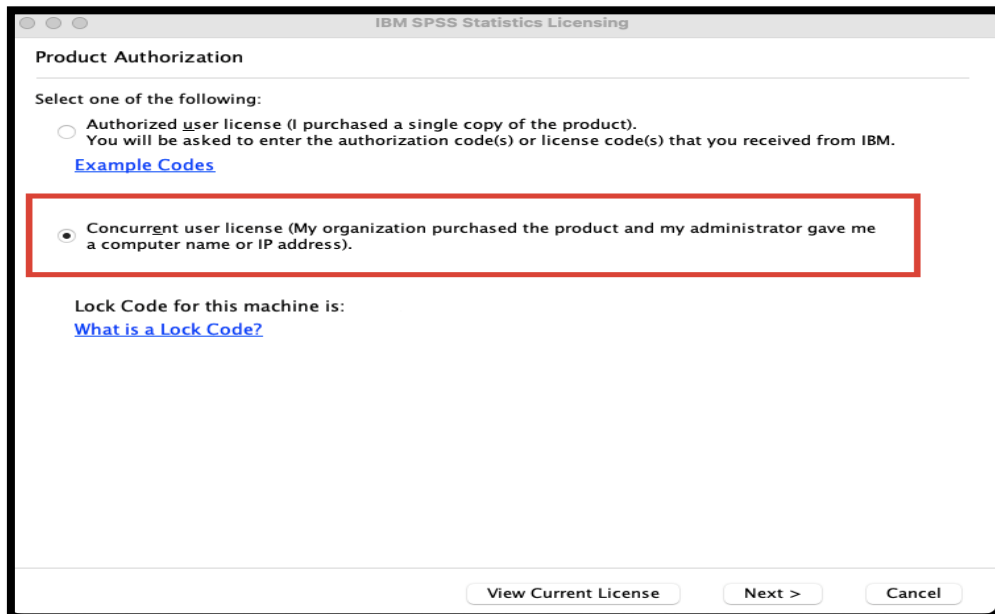 IBM SPSS Statistics Licensing
Product Authorization
Select one of the following:
Authorized user license (I purchased a single copy of the product).
You will be asked to enter the authorization code(s) or license code(s) that you received from IBM.
Example Codes
Concurrent user license (My organization purchased the product and my administrator gave me
a computer name or IP address).
Lock Code for this machine is:
What is a Lock Code?
View Current License
Next >
Cancel